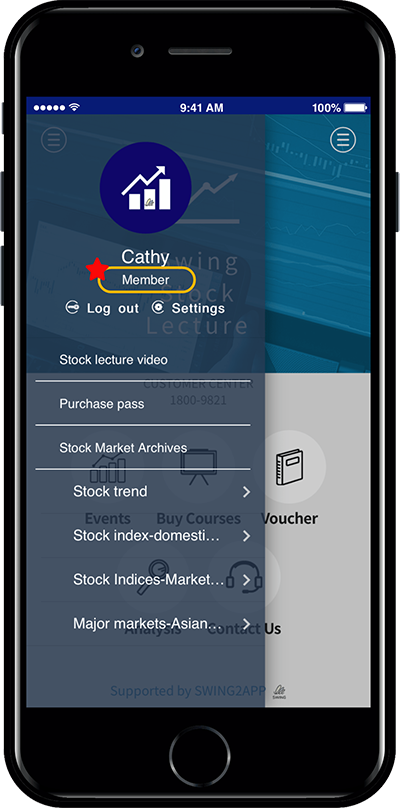 9:41 AM
100%
Cathy
Swing
Member
Stock
Log out
Settings
Lecture
Stock lecture video
CUSTOMER CENTER
1800-9821
Purchase pass
Stock Market Archives
Stock trend
Events
Buy Courses
Voucher
Stock index-domesti...
Stock Indices-Market...
Major markets-Asian...
Analysis
Contact Us
Supported by SWING2APP